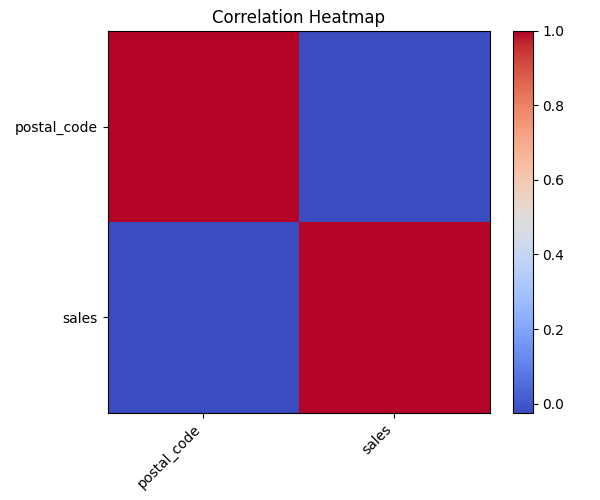 Correlation Heatmap
postal_code
sales
postal_code
sales
1.0
0.8
0.6
0.4
0.2
0.0